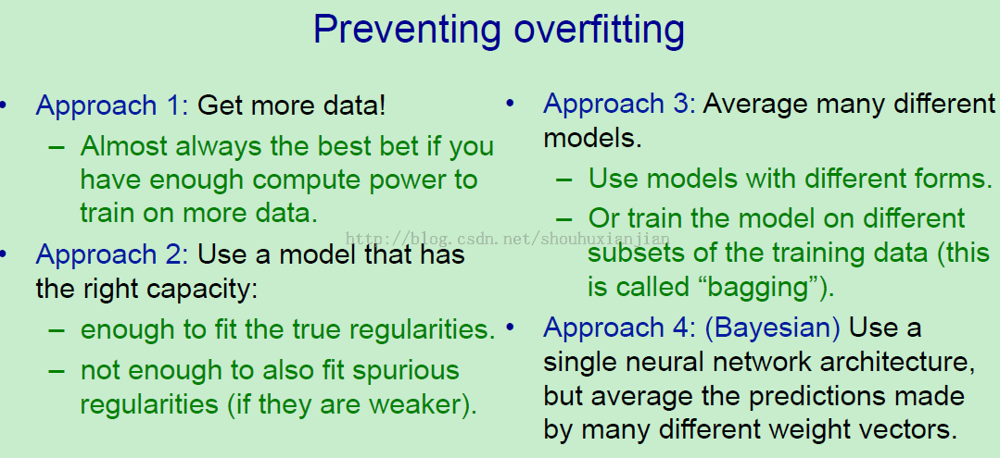 Preventing overfitting
• Approach 1: Get more data!
– Almost always the best bet if you
have enough compute power to
train on more data.
• Approach 2: Use a model that has
the right capacity:
– enough to fit the true regularities.
– not enough to also fit spurious
regularities (if they are weaker).
• Approach 3: Average many different
models.
– Use models with different forms.
– Or train the model on different
subsets of the training data (this
is called “bagging”).
• Approach 4: (Bayesian) Use a
single neural network architecture,
but average the predictions made
by many different weight vectors.
http://blog.csdn.net/shouhuxianjian